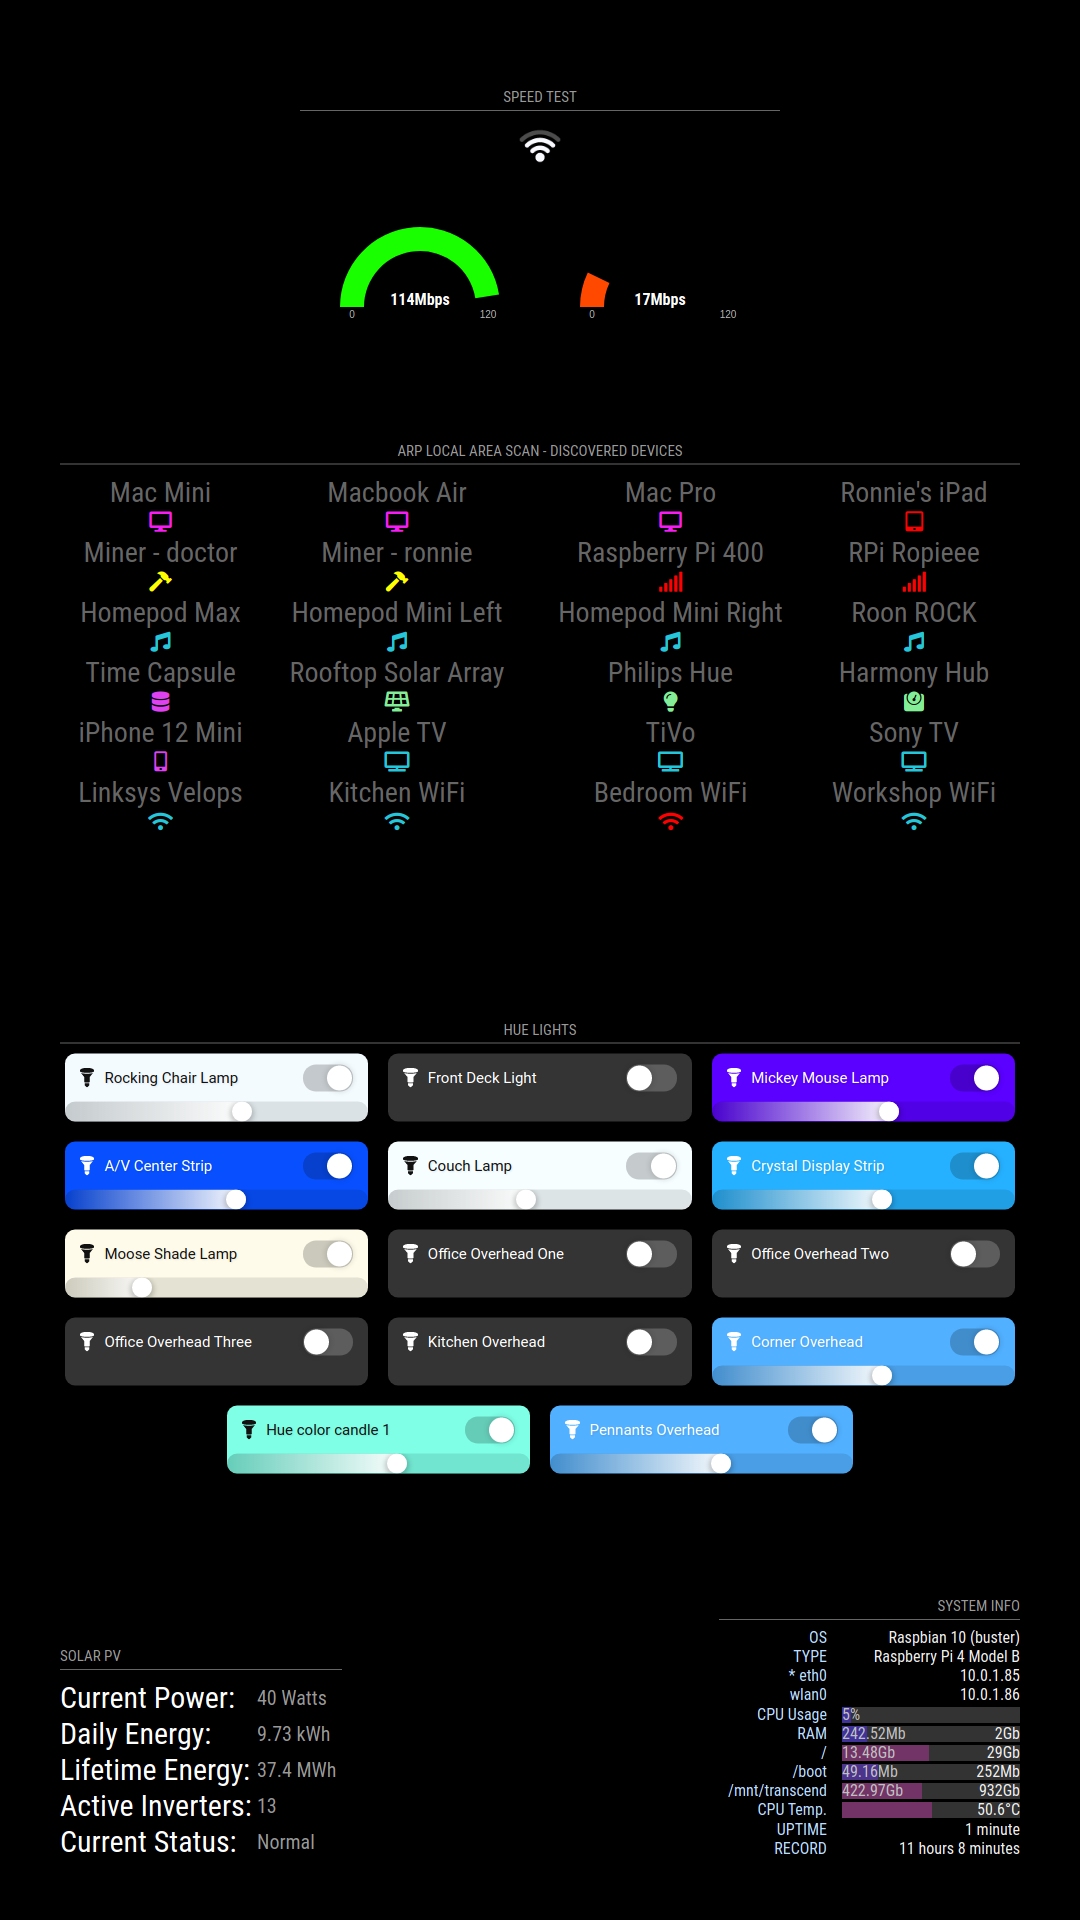 SPEED TEST
114Mbps 17Mbps
0 120 0 120
ARP LOCAL AREA SCAN - DISCOVERED DEVICES
Mac Mini Macbook Air Mac Pro Ronnie's iPad
Miner - doctor Miner - ronnie Raspberry Pi 400 RPi Ropieee
Homepod Max Homepod Mini Left Homepod Mini Right Roon ROCK
Time Capsule Rooftop Solar Array Philips Hue Harmony Hub
iPhone 12 Mini Apple TV TiVo Sony TV
Linksys Velops Kitchen WiFi Bedroom WiFi Workshop WiFi
HUE LIGHTS
Rocking Chair Lamp Front Deck Light Mickey Mouse Lamp
A/V Center Strip Couch Lamp Crystal Display Strip
Moose Shade Lamp Office Overhead One Office Overhead Two
Office Overhead Three Kitchen Overhead Corner Overhead
Hue color candle 1 Pennants Overhead
SOLAR PV
Current Power: 40 Watts
Daily Energy: 9.73 kWh
Lifetime Energy: 37.4 MWh
Active Inverters: 13
Current Status: Normal
SYSTEM INFO
OS Raspbian 10 (buster)
TYPE Raspberry Pi 4 Model B
* eth0 10.0.1.85
wlan0 10.0.1.86
CPU Usage 5%
RAM 242.52Mb 2Gb
/ 13.48Gb 29Gb
/boot 49.16Mb 252Mb
/mnt/transcend 422.97Gb 932Gb
CPU Temp. 50.6°C
UPTIME 1 minute
RECORD 11 hours 8 minutes